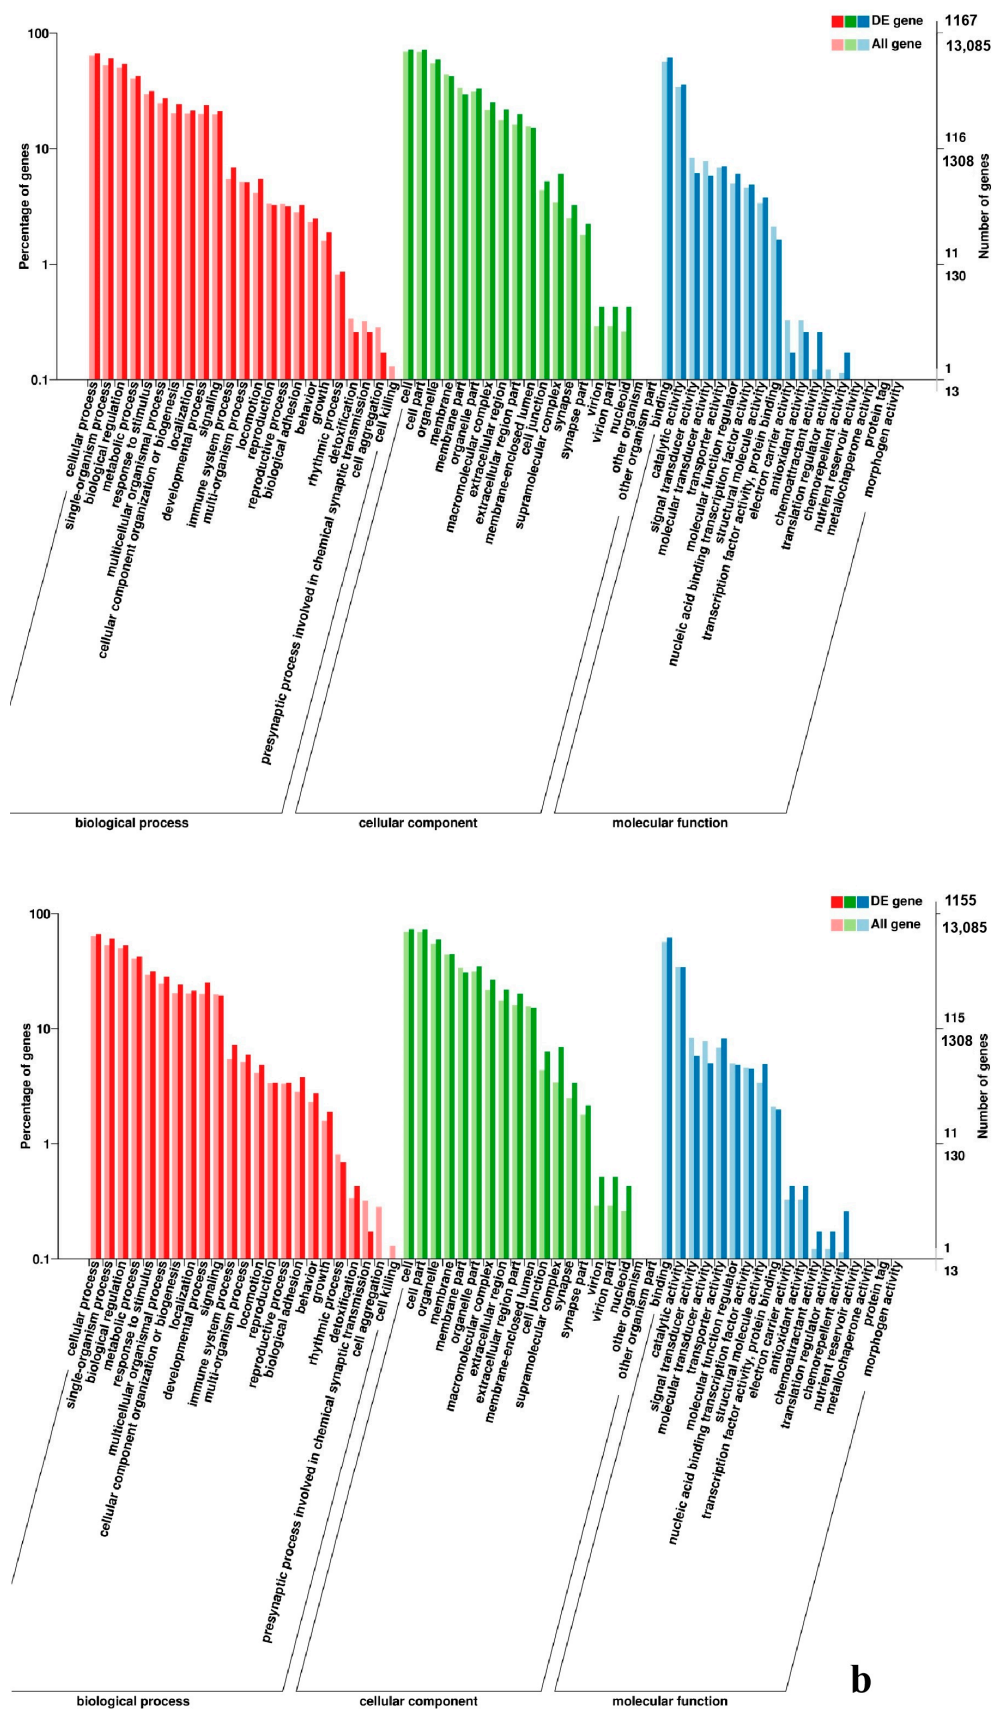 DE gene
All gene
1167
13,085
100
10
1
0.1
Percentage of genes
116
1308
11
130
1
13
Number of genes
cellular process
single-organism process
biological regulation
metabolic process
response to stimulus
multicellular organismal process
cellular component organization or biogenesis
localization
developmental process
signaling
immune system process
multi-organism process
locomotion
reproduction
reproductive process
biological adhesion
behavior
growth
rhythmic process
detoxification
presynaptic process involved in chemical synaptic transmission
cell aggregation
cell killing
cell
cell part
organelle
membrane
membrane part
organelle part
macromolecular complex
extracellular region
extracellular region part
membrane-enclosed lumen
cell junction
supramolecular complex
synapse
synapse part
virion
virion part
nucleoid
other organism
other organism part
binding
catalytic activity
signal transducer activity
molecular transducer activity
transporter activity
molecular function regulator
nucleic acid binding transcription factor activity
structural molecule activity
transcription factor activity, protein binding
electron carrier activity
antioxidant activity
chemoattractant activity
translation regulator activity
chemorepellent activity
nutrient reservoir activity
metallochaperone activity
protein tag
morphogen activity
biological process
cellular component
molecular function
DE gene
All gene
1155
13,085
100
10
1
0.1
Percentage of genes
115
1308
11
130
1
13
Number of genes
cellular process
single-organism process
biological regulation
metabolic process
response to stimulus
multicellular organismal process
cellular component organization or biogenesis
localization
developmental process
signaling
immune system process
multi-organism process
locomotion
reproduction
reproductive process
biological adhesion
behavior
growth
rhythmic process
detoxification
presynaptic process involved in chemical synaptic transmission
cell aggregation
cell killing
cell
cell part
organelle
membrane
membrane part
organelle part
macromolecular complex
extracellular region
extracellular region part
membrane-enclosed lumen
cell junction
supramolecular complex
synapse
synapse part
virion
virion part
nucleoid
other organism
other organism part
binding
catalytic activity
signal transducer activity
molecular transducer activity
transporter activity
molecular function regulator
nucleic acid binding transcription factor activity
structural molecule activity
transcription factor activity, protein binding
electron carrier activity
antioxidant activity
chemoattractant activity
translation regulator activity
chemorepellent activity
nutrient reservoir activity
metallochaperone activity
protein tag
morphogen activity
biological process
cellular component
molecular function
b